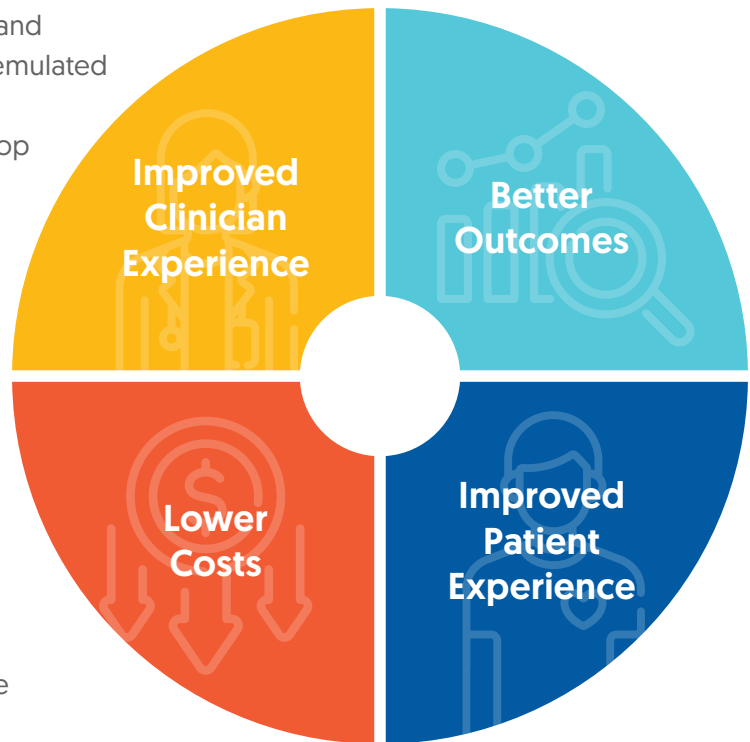 and
emulated
op
Improved
Clinician
Experience
Better
Outcomes
Lower
Costs
$
Improved
Patient
Experience
e